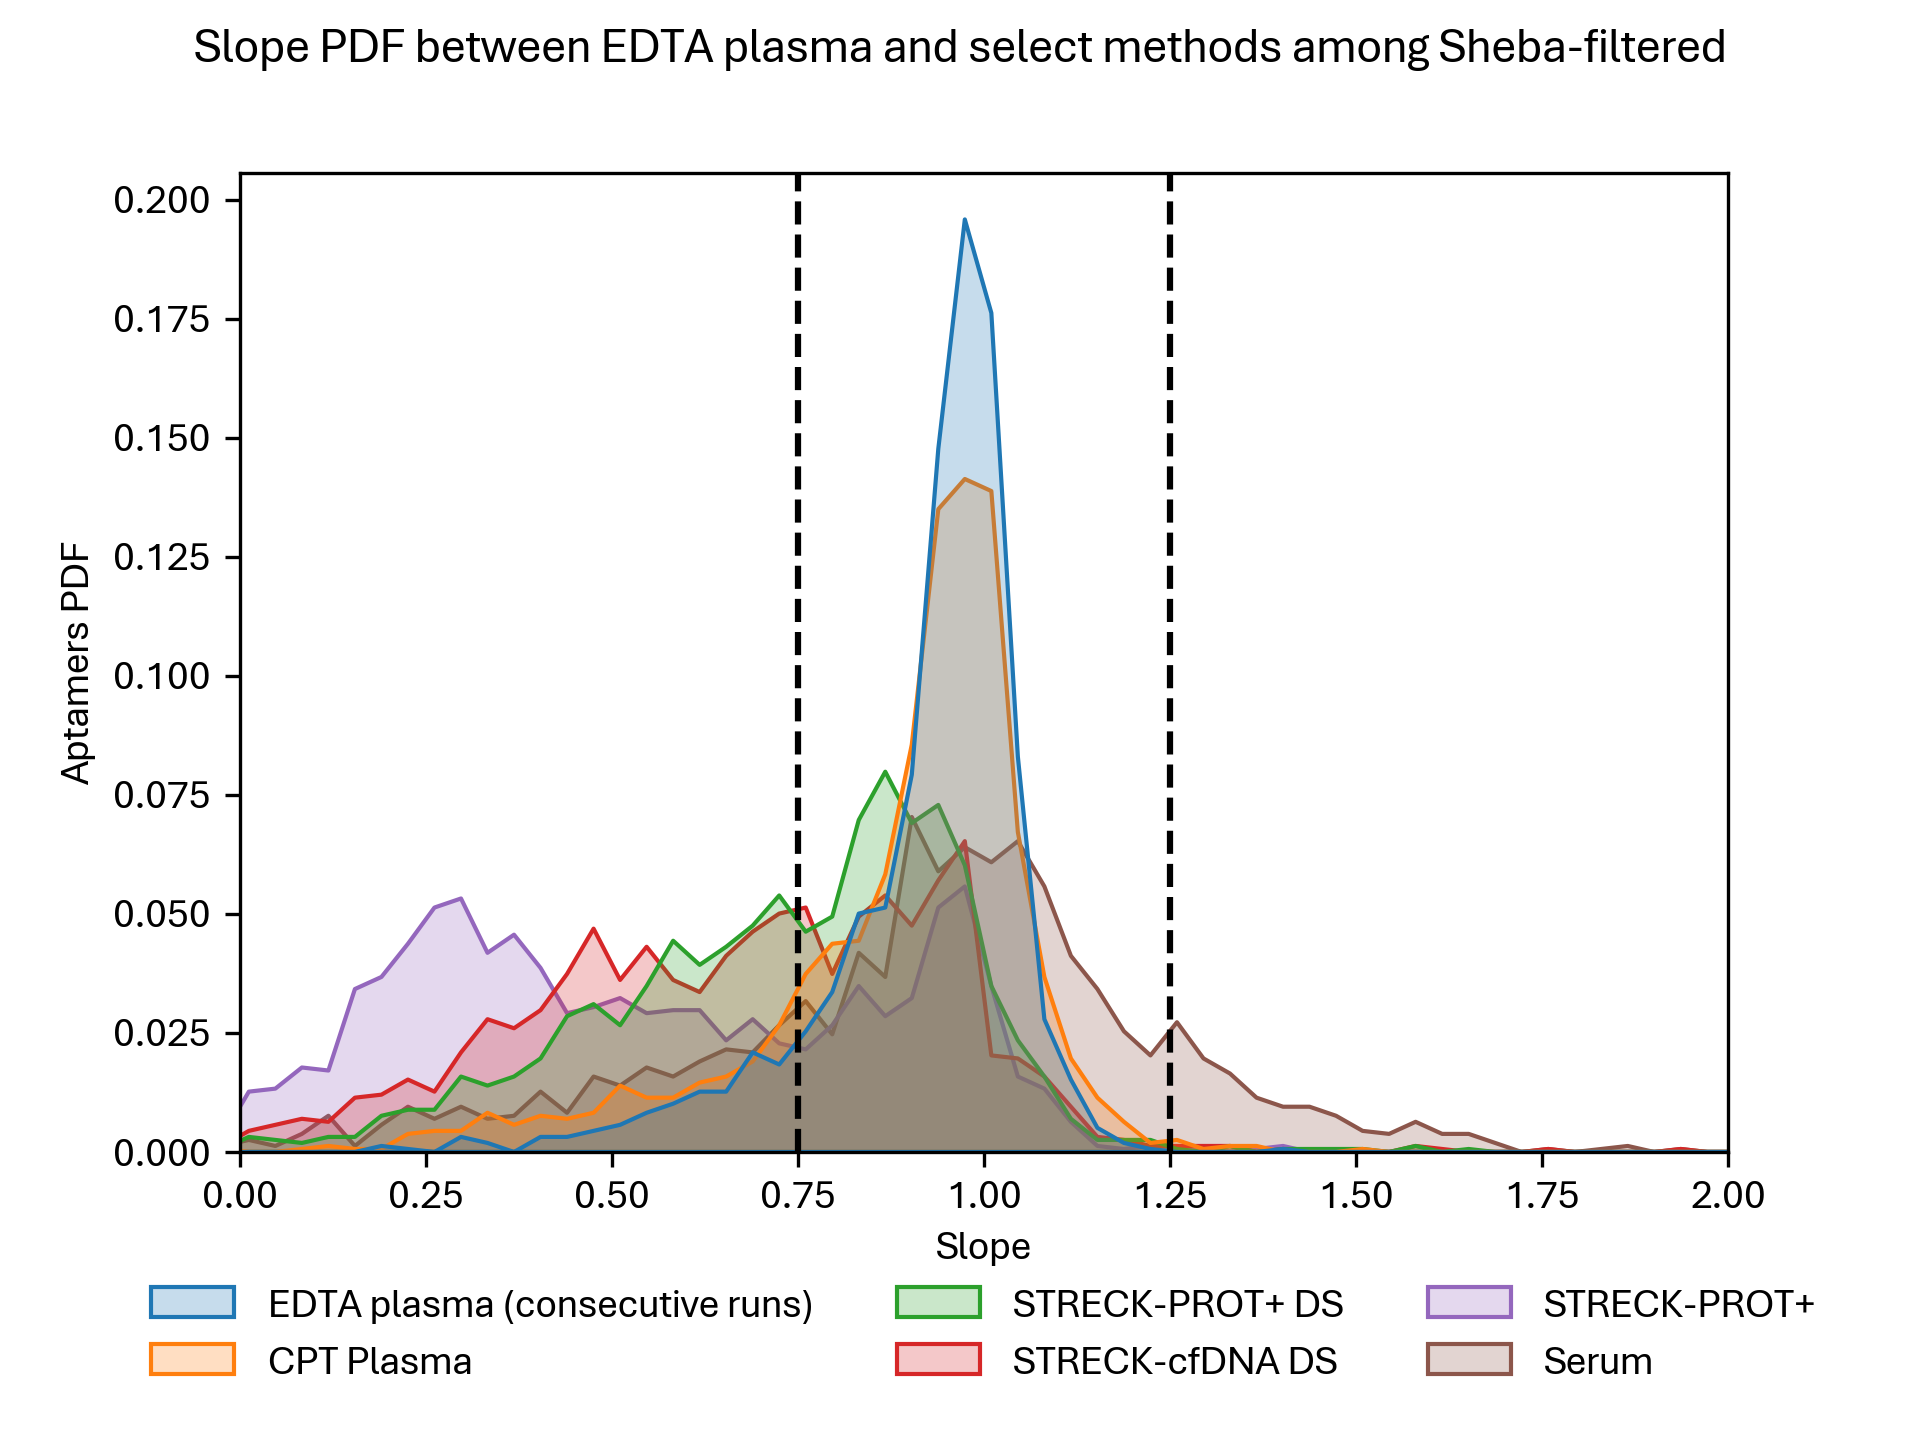 Slope PDF between EDTA plasma and select methods among Sheba-filtered
0.200
0.175
0.150
0.125
0.100
0.075
0.050
0.025
0.000
Aptamers PDF
0.00 0.25 0.50 0.75 1.00 1.25 1.50 1.75 2.00
Slope
EDTA plasma (consecutive runs) STRECK-PROT+ DS STRECK-PROT+
CPT Plasma STRECK-cfDNA DS Serum